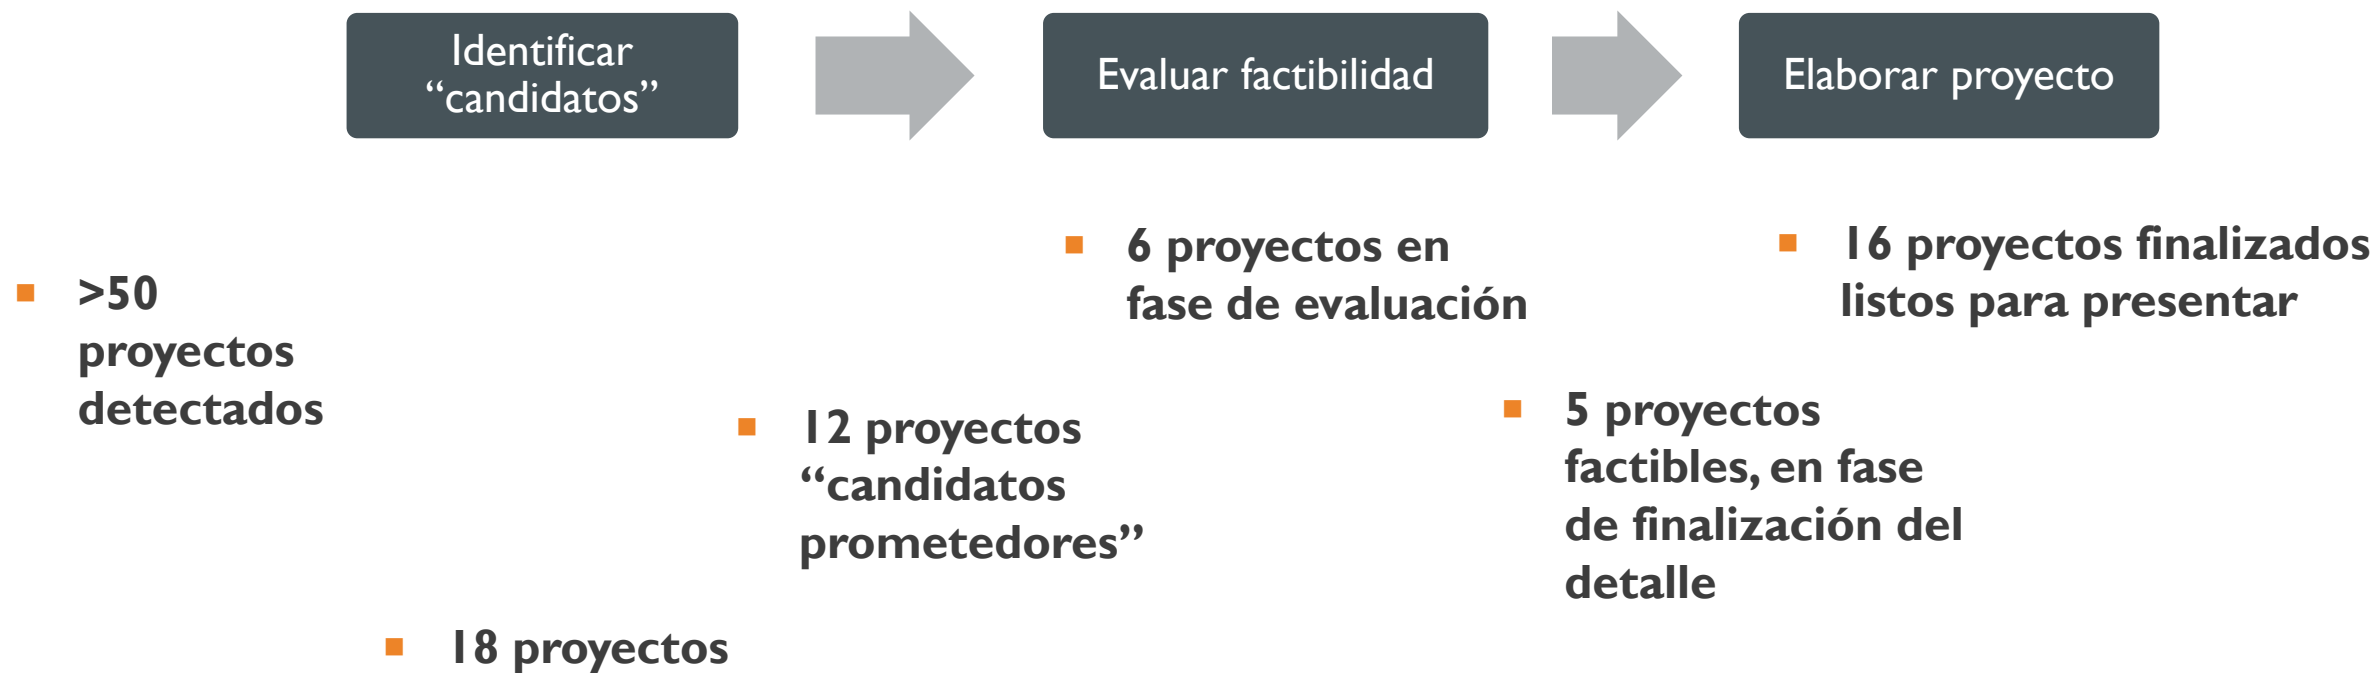 Identificar
“candidatos”
Evaluar factibilidad
Elaborar proyecto
>50
proyectos
detectados
18 proyectos
12 proyectos
“candidatos
prometedores”
6 proyectos en
fase de evaluación
5 proyectos
factibles, en fase
de finalización del
detalle
16 proyectos finalizados
listos para presentar